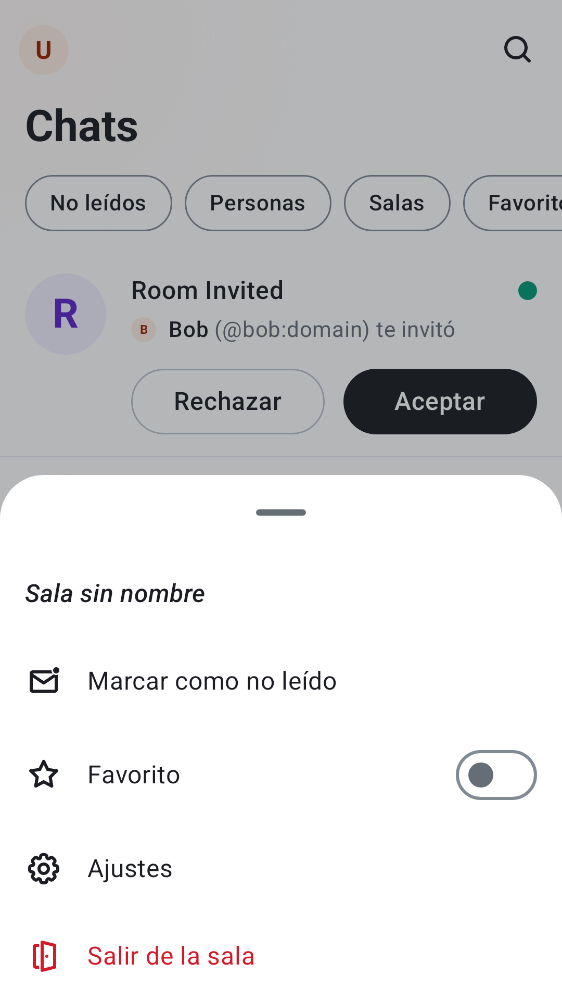 U
Chats
No leídos
Personas
Salas
R
Room Invited
B Bob (@bob:domain) te invitó
Rechazar
Aceptar
Sala sin nombre
Marcar como no leído
Favorito
Ajustes
Salir de la sala